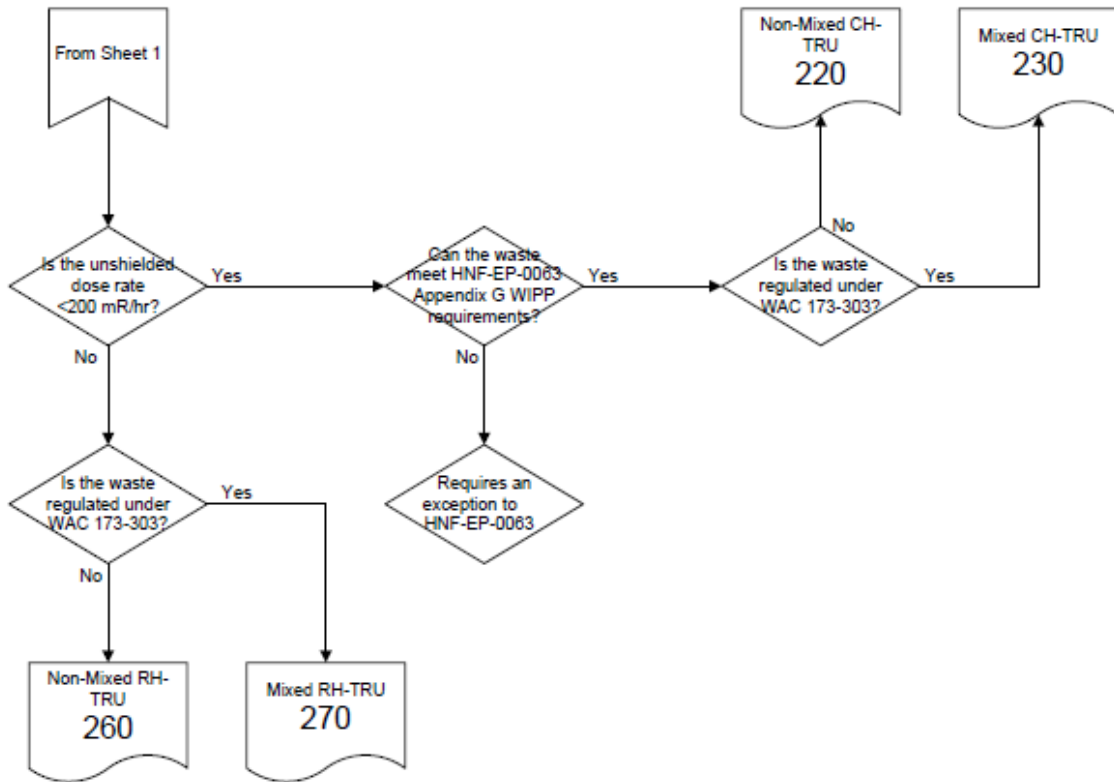 From Sheet 1
Non-Mixed CH-
TRU
220
Mixed CH-TRU
230
Is the unshielded
dose rate
<200 mR/hr?
Yes
No
Can the waste
meet HNF-EP-0063
Appendix G WIPP
requirements?
Yes
No
Is the waste
regulated under
WAC 173-303?
No
Yes
Is the waste
regulated under
WAC 173-303?
Yes
No
Requires an
exception to
HNF-EP-0063
Non-Mixed RH-
TRU
260
Mixed RH-TRU
270